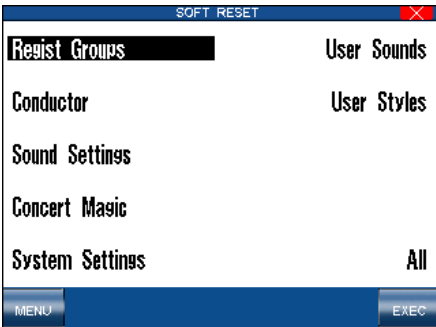 SOFT RESET
Regist Groups User Sounds
Conductor User Styles
Sound Settings
Concert Magic
System Settings All
MENU EXEC